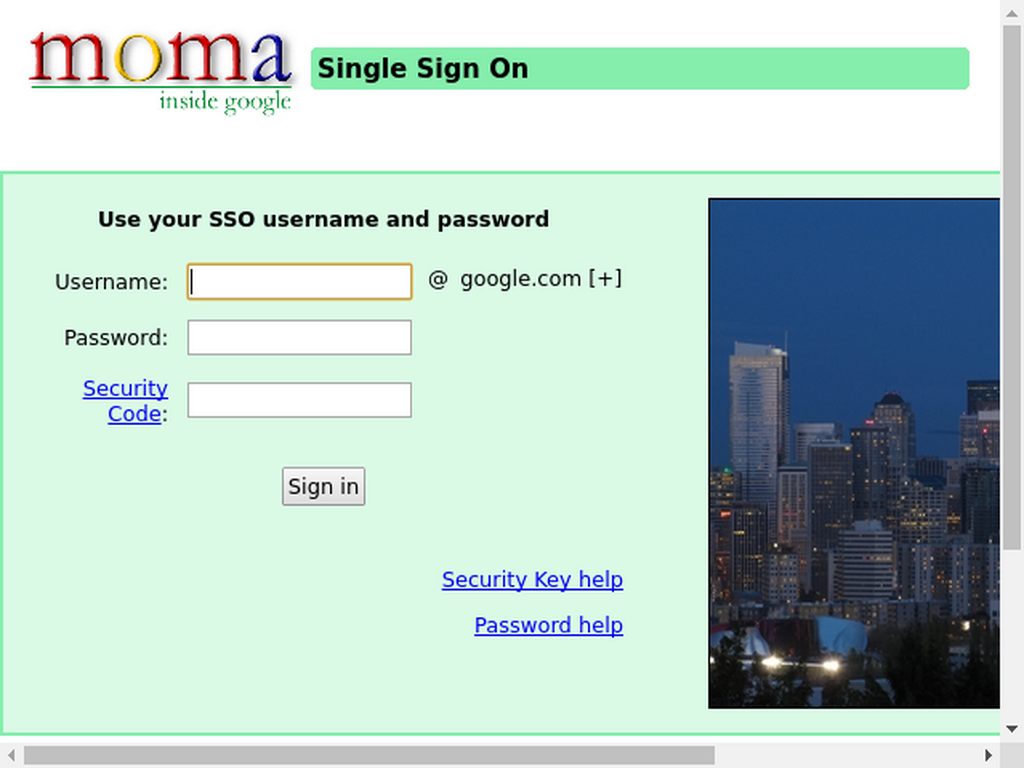 moma
inside google
Single Sign On
Use your SSO username and password
Username:
@ google.com [+]
Password:
Security
Code:
Sign in
Security Key help
Password help